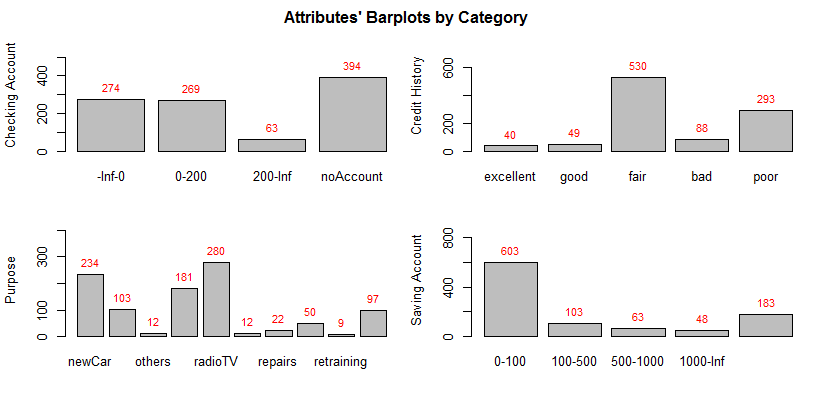 Attributes' Barplots by Category
Checking Account
0 200 400
274 269 63 394
-Inf-0 0-200 200-Inf noAccount
Credit History
0 200 600
40 49 530 88 293
excellent good fair bad poor
Purpose
0 100 300
234 103 12 181 280 12 22 50 9 97
newCar others radioTV repairs retraining
Saving Account
0 400 800
603 103 63 48 183
0-100 100-500 500-1000 1000-Inf